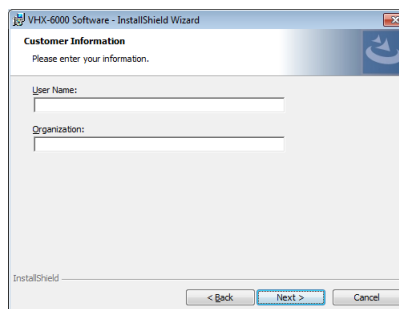 VHX-6000 Software - InstallShield Wizard
Customer Information
Please enter your information.
User Name:
Organization:
InstallShield
< Back
Next >
Cancel